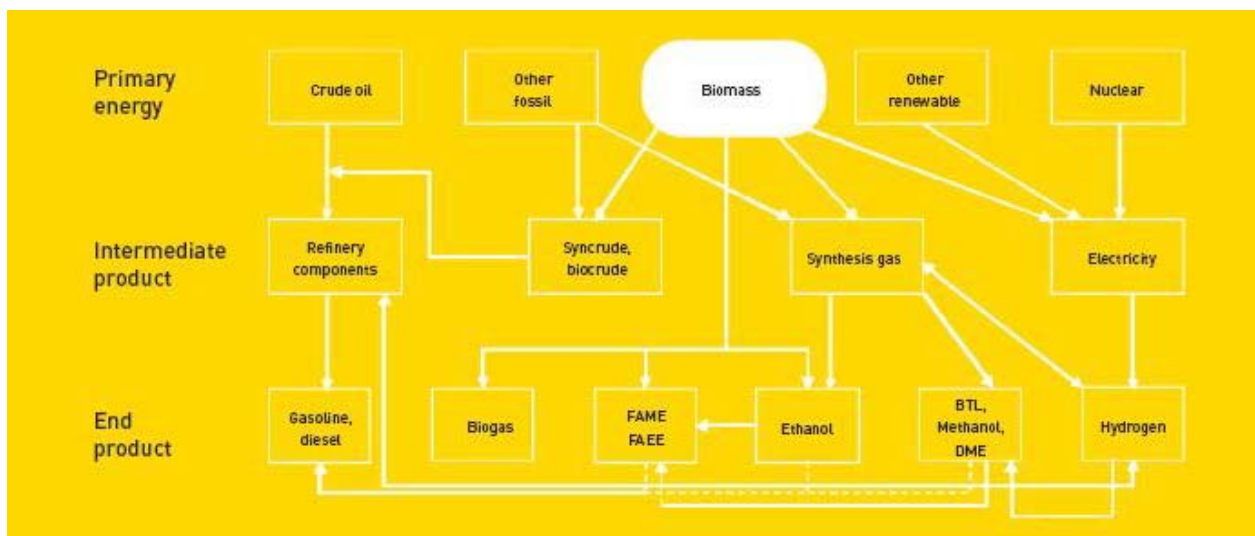 Primary
energy
Crude oil
Other
fossil
Biomass
Other
renewable
Nuclear
Intermediate
product
Refinery
components
Syncrude,
biocrude
Synthesis gas
Electricity
End
product
Gasoline,
diesel
Biogas
FAME
FAEE
Ethanol
BTL,
Methanol,
DME
Hydrogen